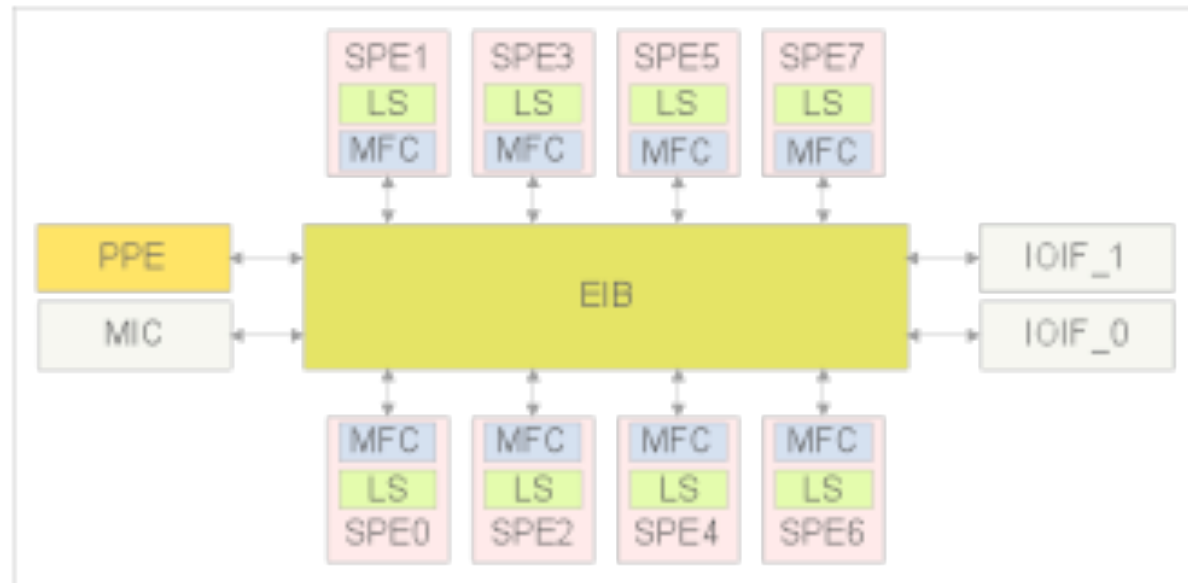 SPE1 SPE3 SPE5 SPE7
LS LS LS LS
MFC MFC MFC MFC
PPE EIB IOIF_1
MIC IOIF_0
MFC MFC MFC MFC
LS LS LS LS
SPE0 SPE2 SPE4 SPE6